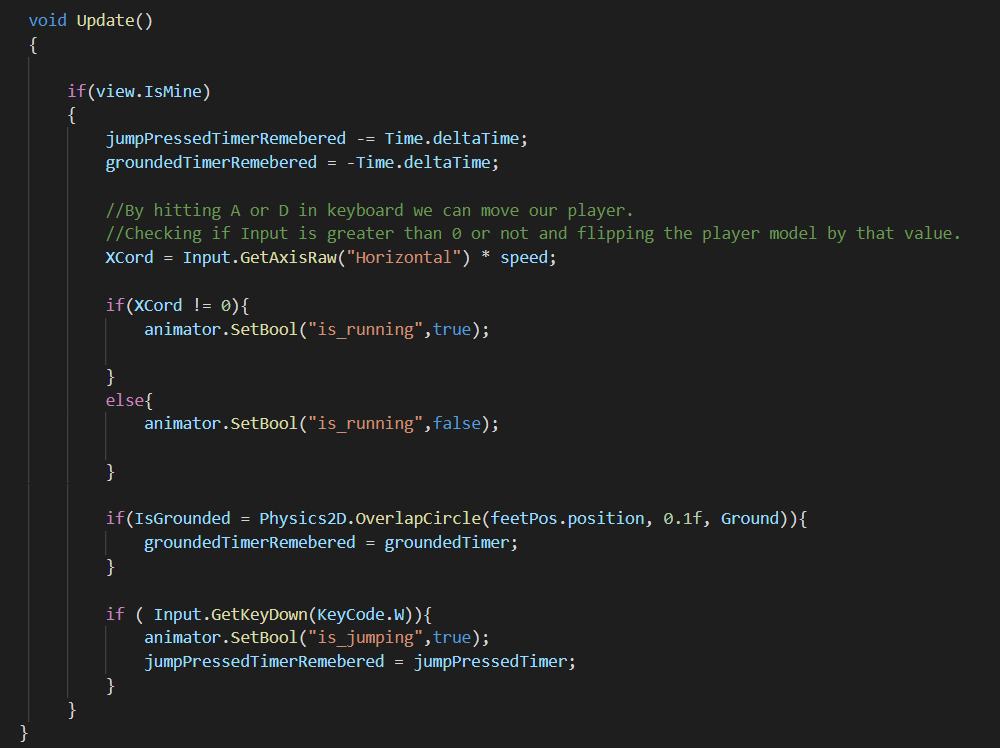 void Update()
{
if(view.IsMine)
{
jumpPressedTimerRemebered -= Time.deltaTime;
groundedTimerRemebered = -Time.deltaTime;
//By hitting A or D in keyboard we can move our player.
//Checking if Input is greater than 0 or not and flipping the player model by that value.
XCord = Input.GetAxisRaw("Horizontal") * speed;
if(XCord != 0){
animator.SetBool("is_running",true);
}
else{
animator.SetBool("is_running",false);
}
if(IsGrounded = Physics2D.OverlapCircle(feetPos.position, 0.1f, Ground)){
groundedTimerRemebered = groundedTimer;
}
if ( Input.GetKeyDown(KeyCode.W)){
animator.SetBool("is_jumping",true);
jumpPressedTimerRemebered = jumpPressedTimer;
}
}
}